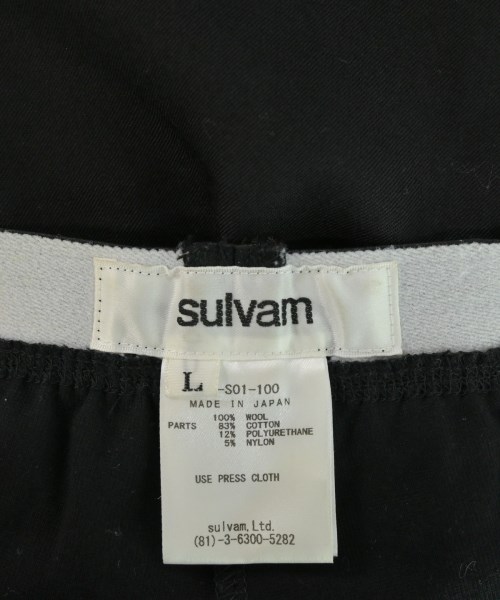 sulvam
L
-S01-100
MADE IN JAPAN
100% WOOL
PARTS 83% COTTON
12% POLYURETHANE
5% NYLON
USE PRESS CLOTH
sulvam,Ltd.
(81)-3-6300-5282